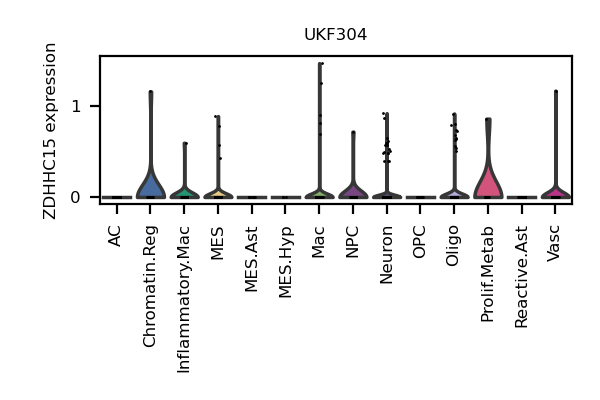 UKF304
ZDHHC15 expression
1
0
AC
Chromatin.Reg
Inflammatory.Mac
MES
MES.Ast
MES.Hyp
Mac
NPC
Neuron
OPC
Oligo
Prolif.Metab
Reactive.Ast
Vasc